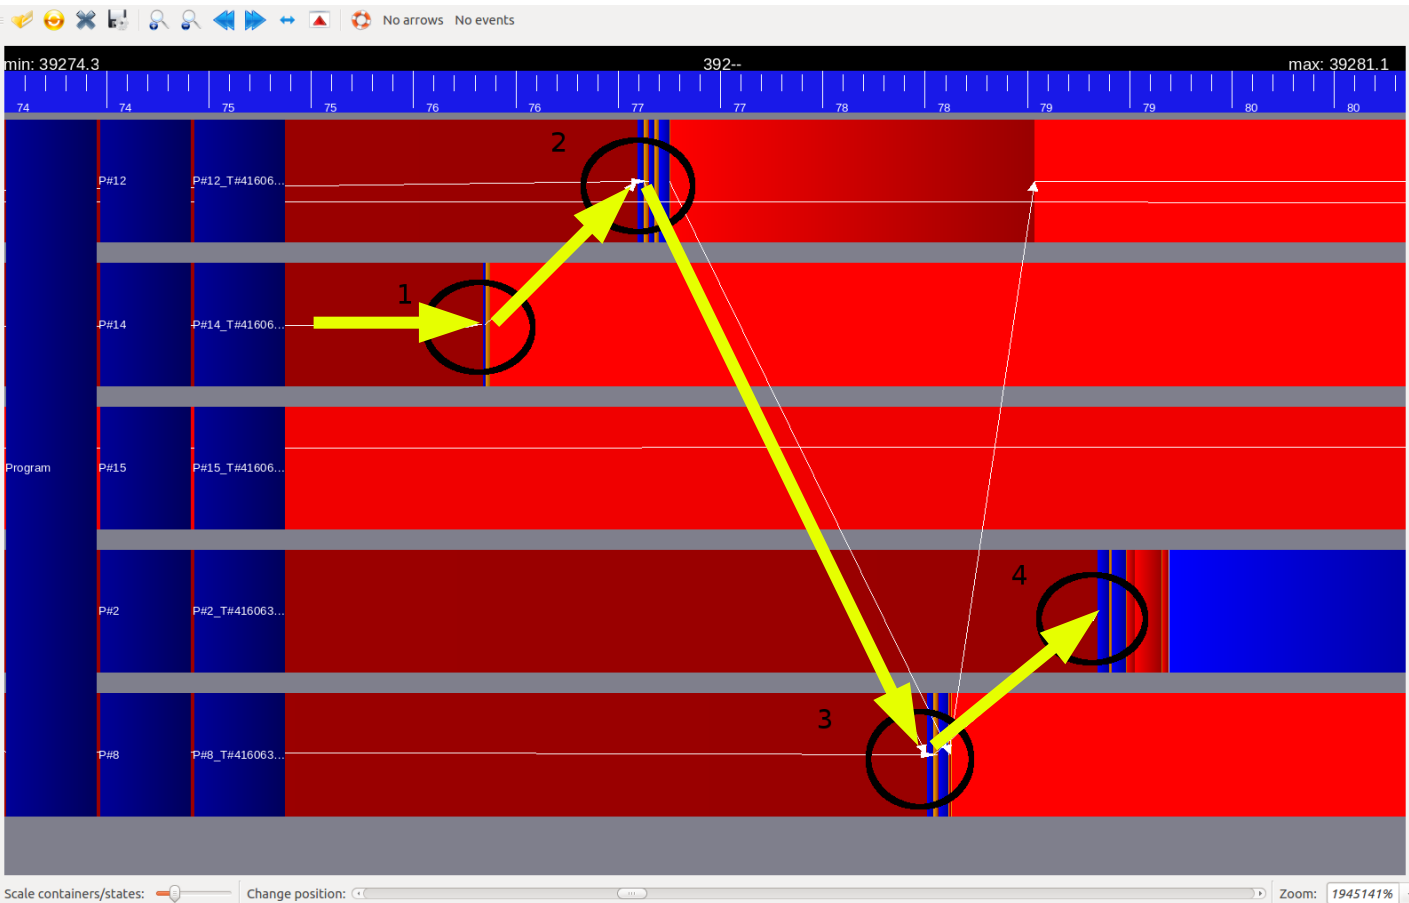 No arrows No events
min: 39274.3 392-- max: 39281.1
74 74 75 75 76 76 77 77 78 78 79 79 80 80
2
P#12 P#12_T#41606...
1
P#14 P#14_T#41606...
Program P#15 P#15_T#41606...
4
P#2 P#2_T#416063...
3
P#8 P#8_T#416063...
Scale containers/states: Change position: Zoom: 1945141%